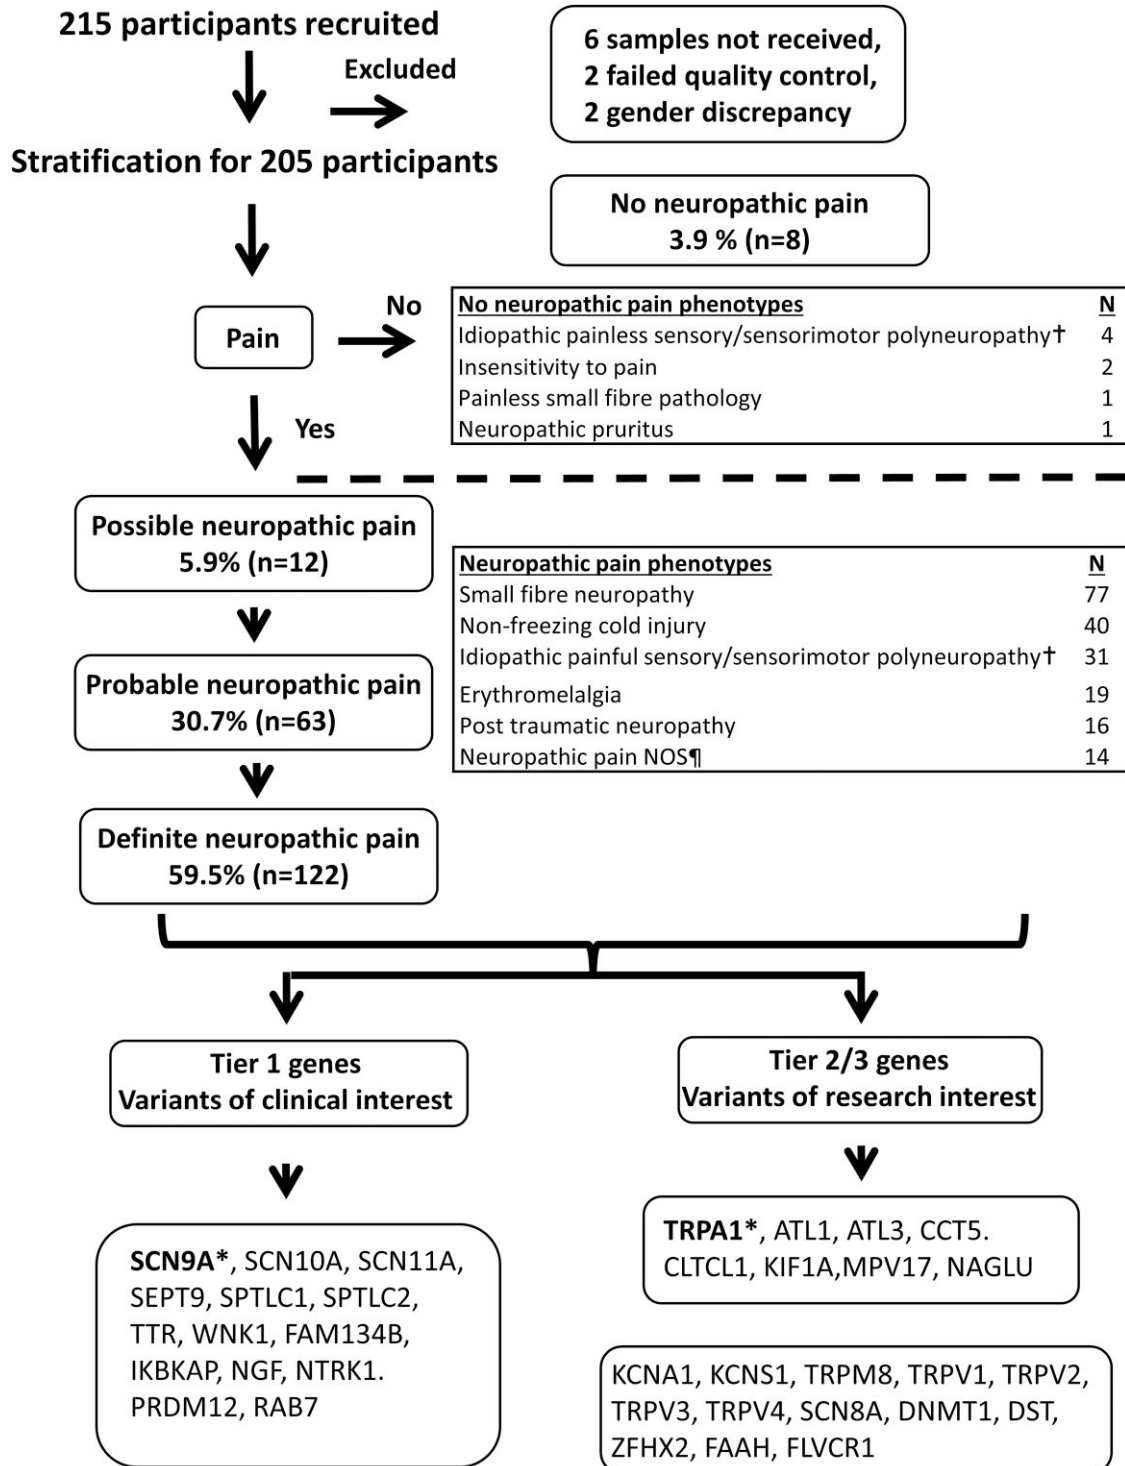 215 participants recruited
Excluded
6 samples not received,
2 failed quality control,
2 gender discrepancy
Stratification for 205 participants
No neuropathic pain
3.9 % (n=8)
Pain
No
Yes
No neuropathic pain phenotypes N
Idiopathic painless sensory/sensorimotor polyneuropathy† 4
Insensitivity to pain 2
Painless small fibre pathology 1
Neuropathic pruritus 1
Possible neuropathic pain
5.9% (n=12)
Probable neuropathic pain
30.7% (n=63)
Definite neuropathic pain
59.5% (n=122)
Neuropathic pain phenotypes N
Small fibre neuropathy 77
Non-freezing cold injury 40
Idiopathic painful sensory/sensorimotor polyneuropathy† 31
Erythromelalgia 19
Post traumatic neuropathy 16
Neuropathic pain NOS¶ 14
Tier 1 genes
Variants of clinical interest
Tier 2/3 genes
Variants of research interest
SCN9A*, SCN10A, SCN11A,
SEPT9, SPTLC1, SPTLC2,
TTR, WNK1, FAM134B,
IKBKAP, NGF, NTRK1.
PRDM12, RAB7
TRPA1*, ATL1, ATL3, CCT5.
CLTCL1, KIF1A,MPV17, NAGLU
KCNA1, KCNS1, TRPM8, TRPV1, TRPV2,
TRPV3, TRPV4, SCN8A, DNMT1, DST,
ZFHX2, FAAH, FLVCR1